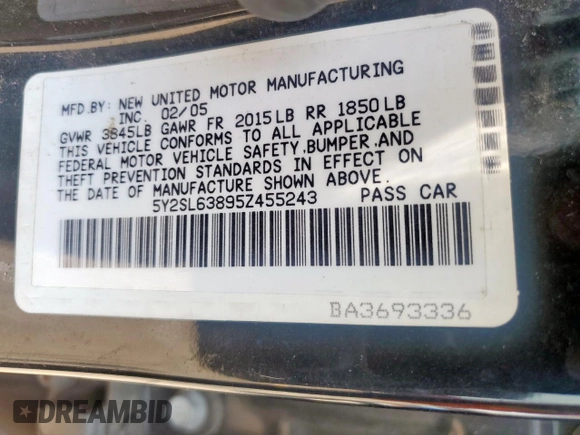 MFD.BY: NEW UNITED MOTOR MANUFACTURING
INC. 02/05
GVWR 3845LB GAWR FR 2015LB RR 1850LB
THIS VEHICLE CONFORMS TO ALL APPLICABLE
FEDERAL MOTOR VEHICLE SAFETY,BUMPER,AND
THEFT PREVENTION STANDARDS IN EFFECT ON
THE DATE OF MANUFACTURE SHOWN ABOVE.
5Y2SL63895Z455243 PASS CAR
BA3693336
DREAMBID